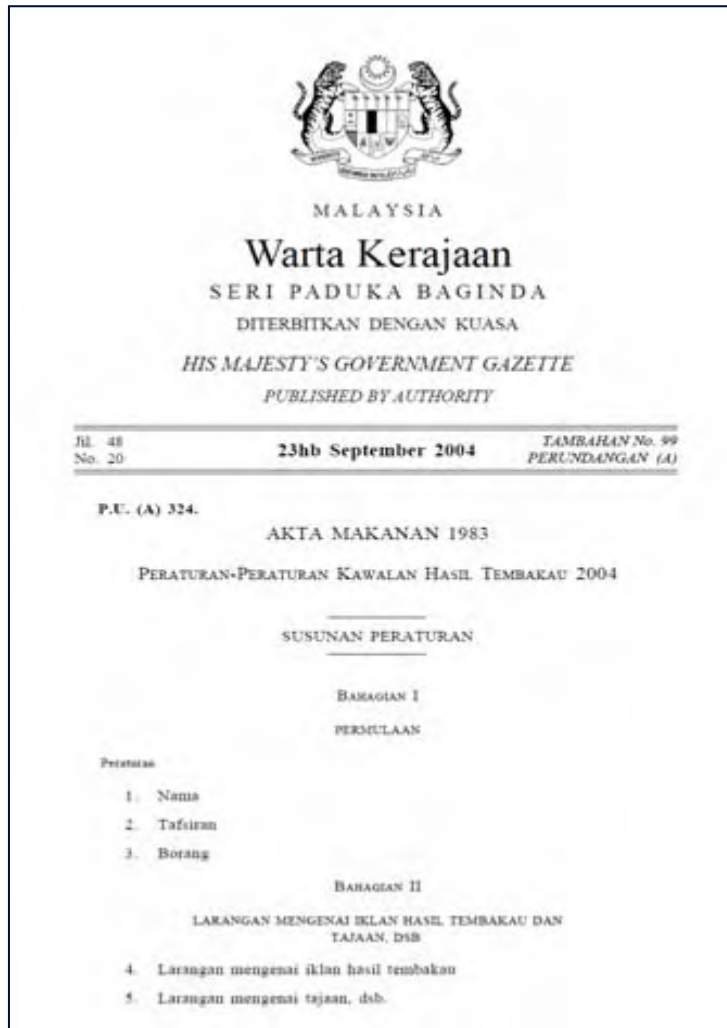 MALAYSIA
Warta Kerajaan
SERI PADUKA BAGINDA
DITERBITKAN DENGAN KUASA
HIS MAJESTY'S GOVERNMENT GAZETTE
PUBLISHED BY AUTHORITY
Jil. 48
No. 20
23hb September 2004
TAMBAHAN No. 99
PERUNDANGAN (A)
P.U. (A) 324.
AKTA MAKANAN 1983
PERATURAN-PERATURAN KAWALAN HASIL TEMBAKAU 2004
SUSUNAN PERATURAN
BAHAGIAN I
PERMULAAN
Peraturan
1. Nama
2. Tafsiran
3. Borang
BAHAGIAN II
LARANGAN MENGENAI IKLAN HASIL TEMBAKAU DAN
TAJAAN, DSB
4. Larangan mengenai iklan hasil tembakau
5. Larangan mengenai tajaan, dsb.